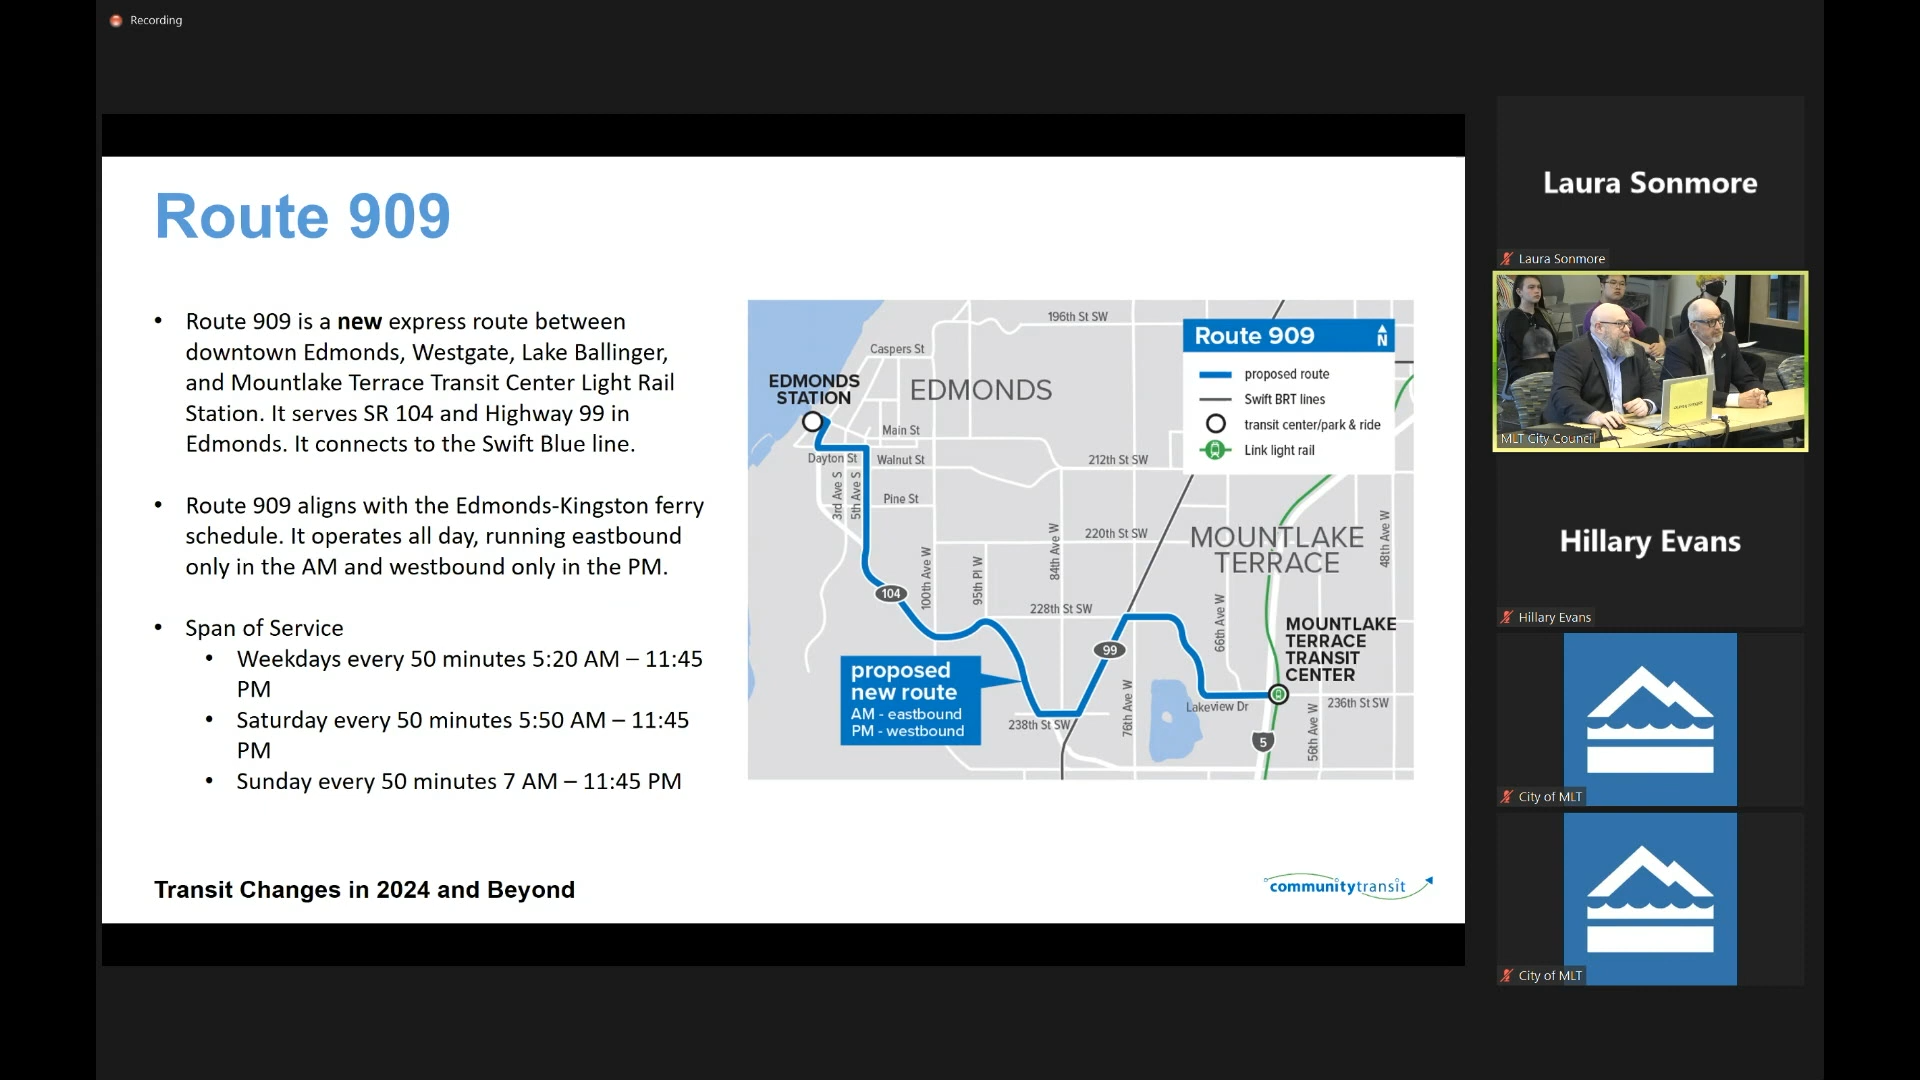 Recording
Route 909
• Route 909 is a new express route between
downtown Edmonds, Westgate, Lake Ballinger,
and Mountlake Terrace Transit Center Light Rail
Station. It serves SR 104 and Highway 99 in
Edmonds. It connects to the Swift Blue line.
• Route 909 aligns with the Edmonds-Kingston ferry
schedule. It operates all day, running eastbound
only in the AM and westbound only in the PM.
• Span of Service
• Weekdays every 50 minutes 5:20 AM – 11:45
PM
• Saturday every 50 minutes 5:50 AM – 11:45
PM
• Sunday every 50 minutes 7 AM – 11:45 PM
Transit Changes in 2024 and Beyond
196th St SW
Caspers St
EDMONDS
STATION
EDMONDS
Main St
Dayton St
Walnut St
3rd Ave S
5th Ave S
Pine St
212th St SW
220th St SW
84th Ave W
100th Ave W
95th Pl W
104
228th St SW
99
66th Ave W
48th Ave W
MOUNTLAKE
TERRACE
MOUNTLAKE
TERRACE
TRANSIT
CENTER
proposed
new route
AM - eastbound
PM - westbound
238th St SW
76th Ave W
Lakeview Dr
236th St SW
56th Ave W
5
Route 909
N
proposed route
Swift BRT lines
transit center/park & ride
Link light rail
communitytransit
Laura Sonmore
Laura Sonmore
MLT City Council
Hillary Evans
Hillary Evans
City of MLT
City of MLT